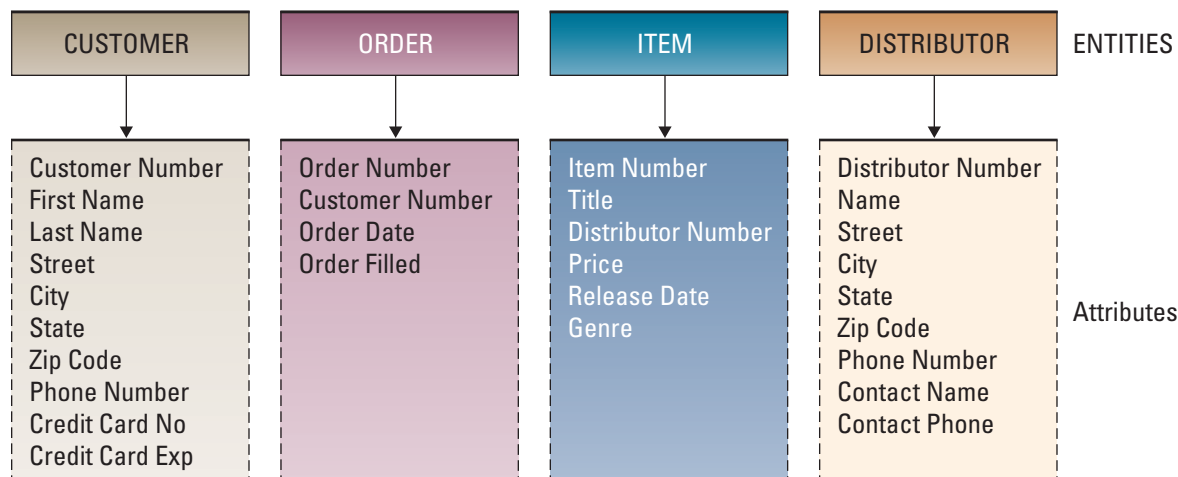 CUSTOMER
ORDER
ITEM
DISTRIBUTOR
ENTITIES
Customer Number
First Name
Last Name
Street
City
State
Zip Code
Phone Number
Credit Card No
Credit Card Exp
Order Number
Customer Number
Order Date
Order Filled
Item Number
Title
Distributor Number
Price
Release Date
Genre
Distributor Number
Name
Street
City
State
Zip Code
Phone Number
Contact Name
Contact Phone
Attributes